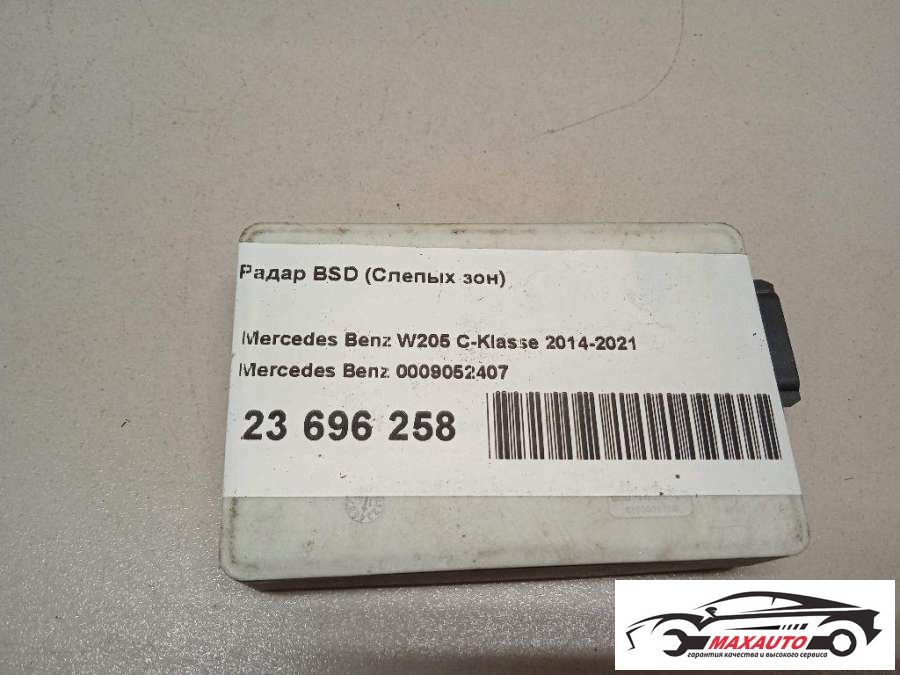 Радар BSD (Слепых зон)
Mercedes Benz W205 C-Klasse 2014-2021
Mercedes Benz 0009052407
23 696 258
MAXAUTO
гарантия качества и высокого сервиса